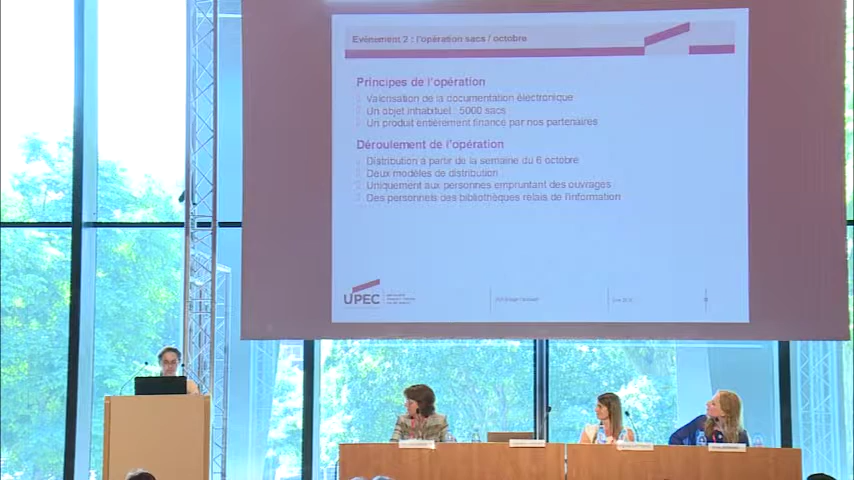 Evénement 2 : l'opération sacs / octobre
Principes de l'opération
Valorisation de la documentation électronique
Un objet inhabituel : 5000 sacs
Un produit entièrement financé par nos partenaires
Déroulement de l'opération
Distribution à partir de la semaine du 6 octobre
Deux modèles de distribution
Uniquement aux personnes empruntant des ouvrages
Des personnels des bibliothèques relais de l'information
UPEC